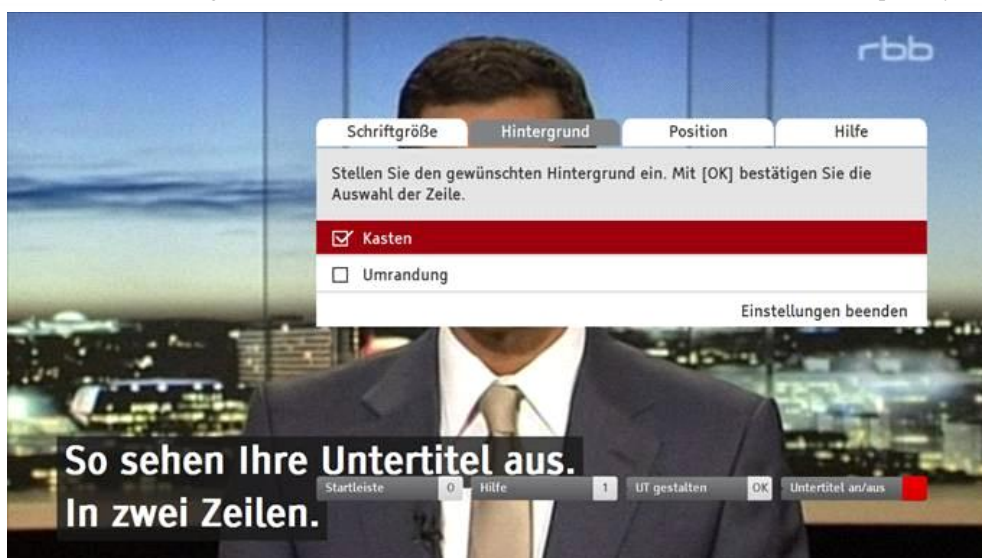 rbb
Schriftgröße Hintergrund Position Hilfe
Stellen Sie den gewünschten Hintergrund ein. Mit [OK] bestätigen Sie die
Auswahl der Zeile.
Kasten
Umrandung
Einstellungen beenden
So sehen Ihre Untertitel aus.
In zwei Zeilen.
Startleiste 0 Hilfe 1 UT gestalten OK Untertitel an/aus